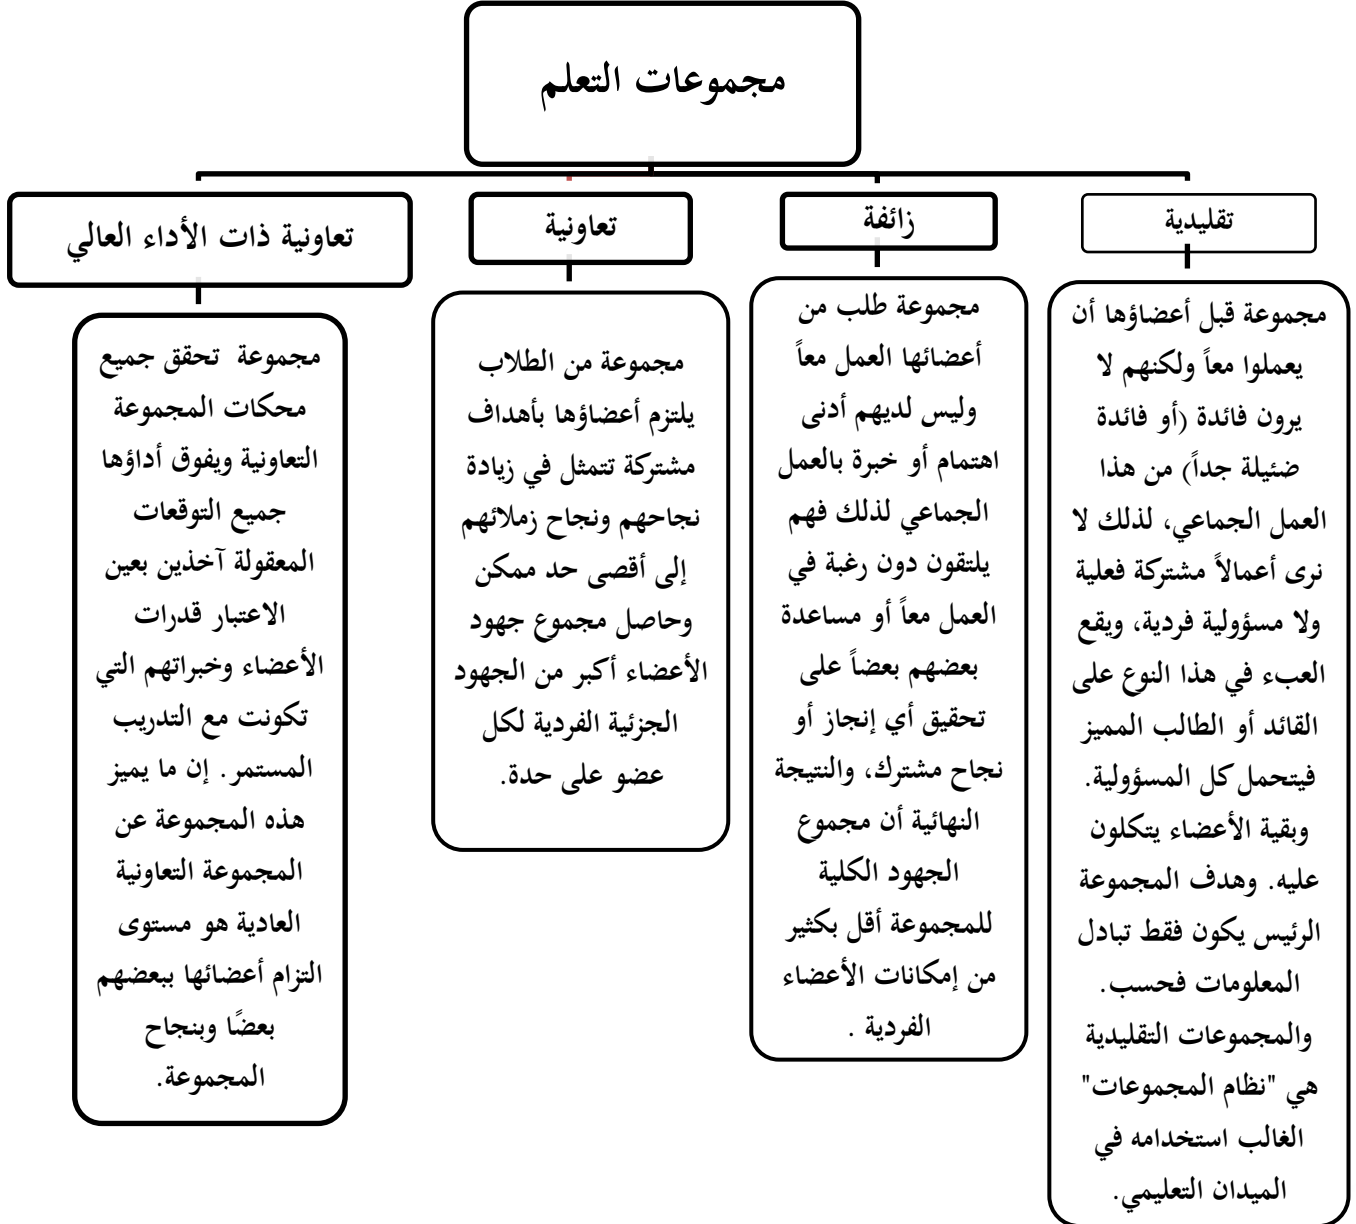 مجموعات التعلم
تقليدية
مجموعة قبل أعضاؤها أن
يعملوا معاً ولكنهم لا
يرون فائدة (أو فائدة
ضئيلة جداً) من هذا
العمل الجماعي، لذلك لا
نرى أعمالاً مشتركة فعلية
ولا مسؤولية فردية، ويقع
العبء في هذا النوع على
القائد أو الطالب المميز
فيتحمل كل المسؤولية.
وبقية الأعضاء يتكلون
عليه. وهدف المجموعة
الرئيس يكون فقط تبادل
المعلومات فحسب.
والمجموعات التقليدية
هي "نظام المجموعات"
الغالب استخدامه في
الميدان التعليمي.
زائفة
مجموعة طلب من
أعضائها العمل معاً
وليس لديهم أدنى
اهتمام أو خبرة بالعمل
الجماعي لذلك فهم
يلتقون دون رغبة في
العمل معاً أو مساعدة
بعضهم بعضاً على
تحقيق أي إنجاز أو
نجاح مشترك، والنتيجة
النهائية أن مجموع
الجهود الكلية
للمجموعة أقل بكثير
من إمكانات الأعضاء
الفردية .
تعاونية
مجموعة من الطلاب
يلتزم أعضاؤها بأهداف
مشتركة تتمثل في زيادة
نجاحهم ونجاح زملائهم
إلى أقصى حد ممكن
وحاصل مجموع جهود
الأعضاء أكبر من الجهود
الجزئية الفردية لكل
عضو على حدة.
تعاونية ذات الأداء العالي
مجموعة تحقق جميع
محكات المجموعة
التعاونية ويفوق أداؤها
جميع التوقعات
المعقولة آخذين بعين
الاعتبار قدرات
الأعضاء وخبراتهم التي
تكونت مع التدريب
المستمر. إن ما يميز
هذه المجموعة عن
المجموعة التعاونية
العادية هو مستوى
التزام أعضائها ببعضهم
بعضًا وبنجاح
المجموعة.